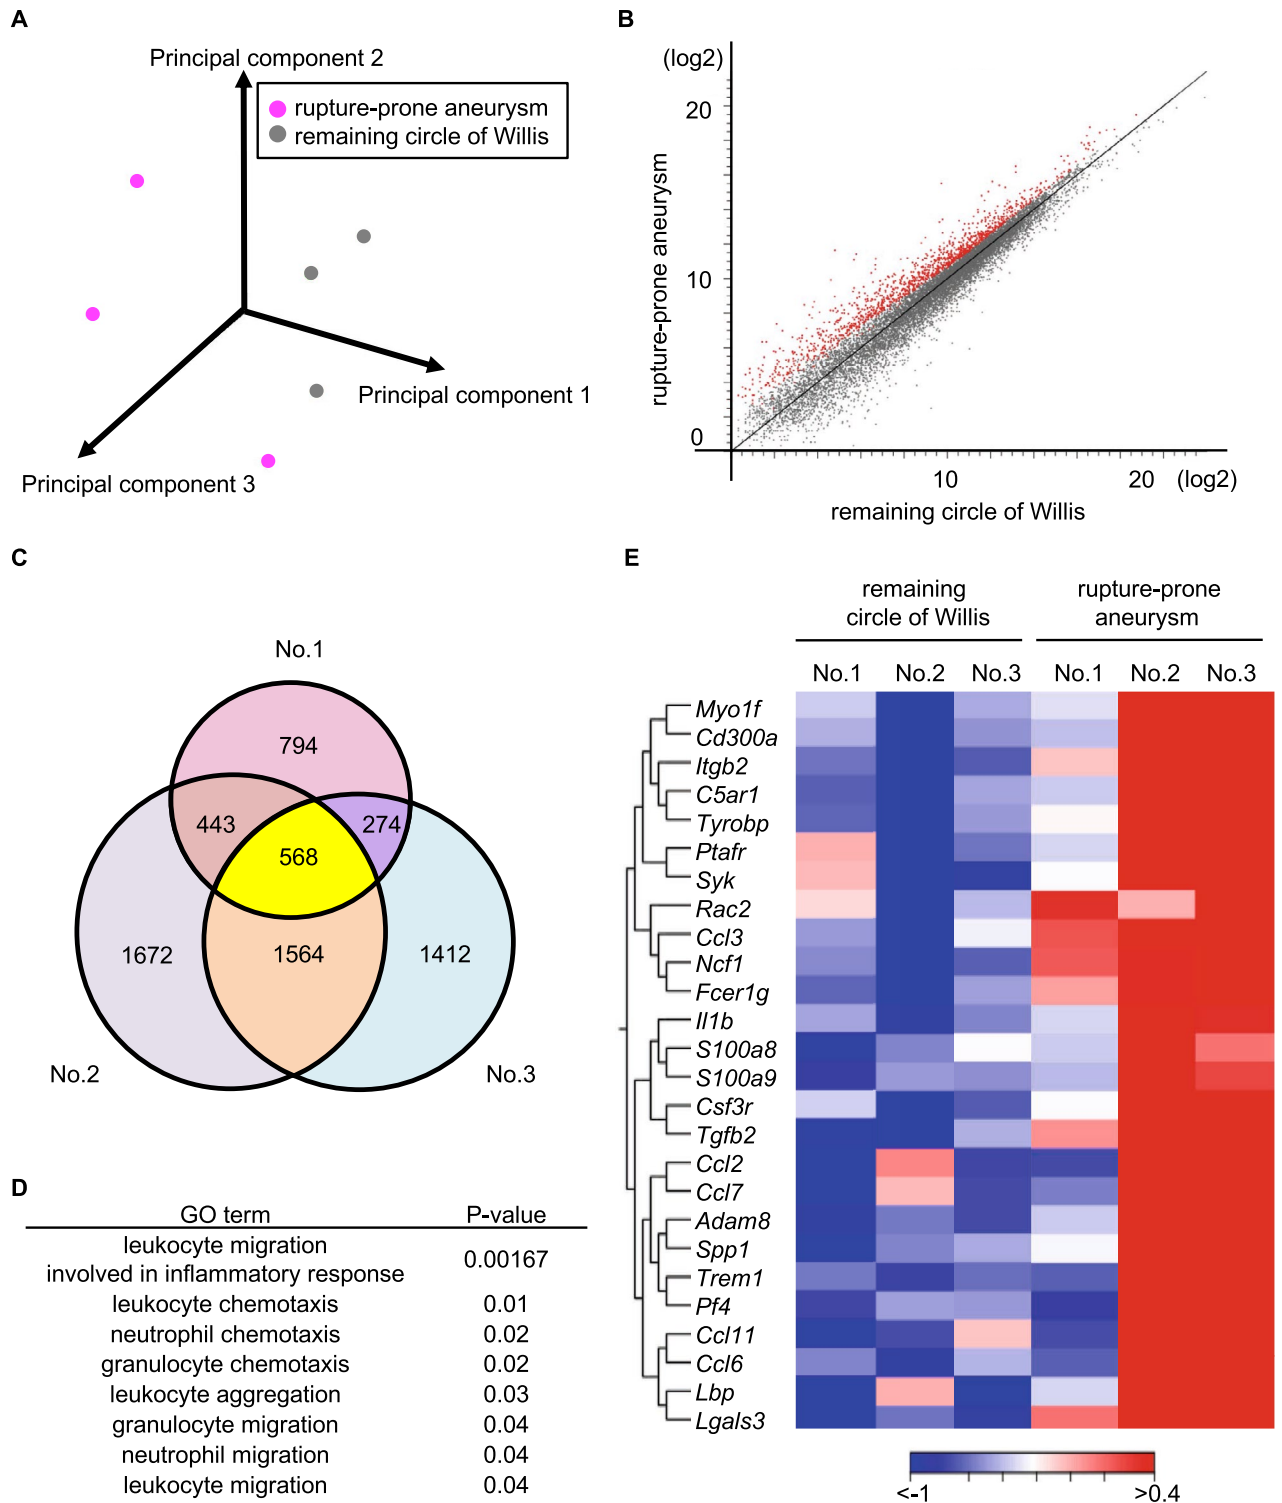 A
Principal component 2
rupture-prone aneurysm
remaining circle of Willis
Principal component 1
Principal component 3
B
(log2)
20
10
0
rupture-prone aneurysm
10
20
(log2)
remaining circle of Willis
C
No.1
794
443
274
568
1672
1564
1412
No.2
No.3
D
GO term P-value
leukocyte migration
involved in inflammatory response 0.00167
leukocyte chemotaxis 0.01
neutrophil chemotaxis 0.02
granulocyte chemotaxis 0.02
leukocyte aggregation 0.03
granulocyte migration 0.04
neutrophil migration 0.04
leukocyte migration 0.04
E
remaining
circle of Willis
rupture-prone
aneurysm
No.1 No.2 No.3 No.1 No.2 No.3
Myo1f
Cd300a
Itgb2
C5ar1
Tyrobp
Ptafr
Syk
Rac2
Ccl3
Ncf1
Fcer1g
Il1b
S100a8
S100a9
Csf3r
Tgfb2
Ccl2
Ccl7
Adam8
Spp1
Trem1
Pf4
Ccl11
Ccl6
Lbp
Lgals3
<-1 >0.4